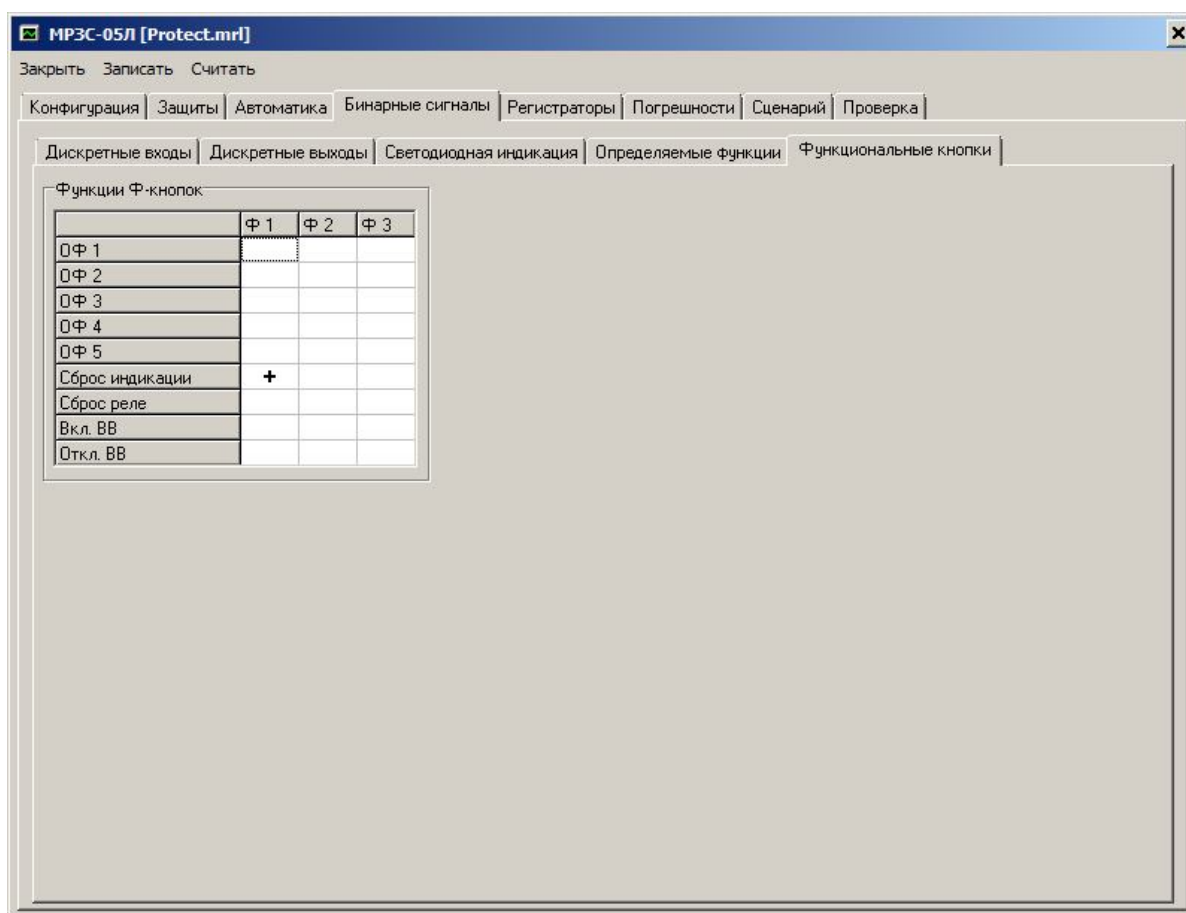 МРЗС-05Л [Protect.mrl]
Закрыть Записать Считать
Конфигурация Защиты Автоматика Бинарные сигналы Регистраторы Погрешности Сценарий Проверка
Дискретные входы Дискретные выходы Светодиодная индикация Определяемые функции Функциональные кнопки
Функции Ф-кнопок
Ф 1 Ф 2 Ф 3
ОФ 1
ОФ 2
ОФ 3
ОФ 4
ОФ 5
Сброс индикации +
Сброс реле
Вкл. ВВ
Откл. ВВ